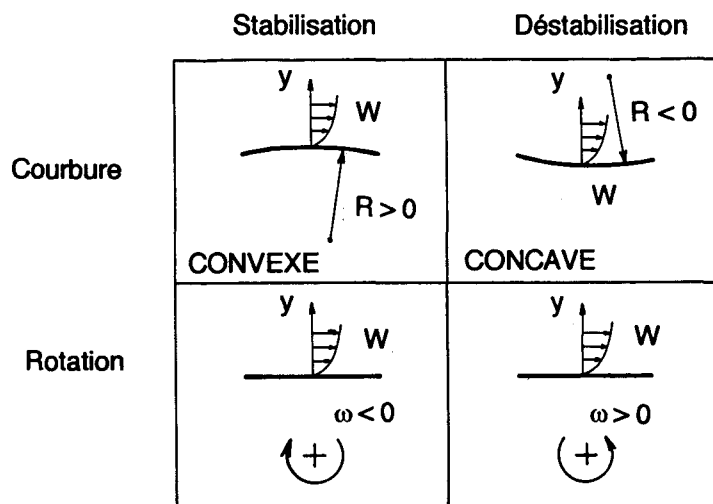 Stabilisation Déstabilisation
y W
y R < 0
Courbure
R > 0 W
CONVEXE CONCAVE
y W
y W
Rotation
ω < 0 ω > 0